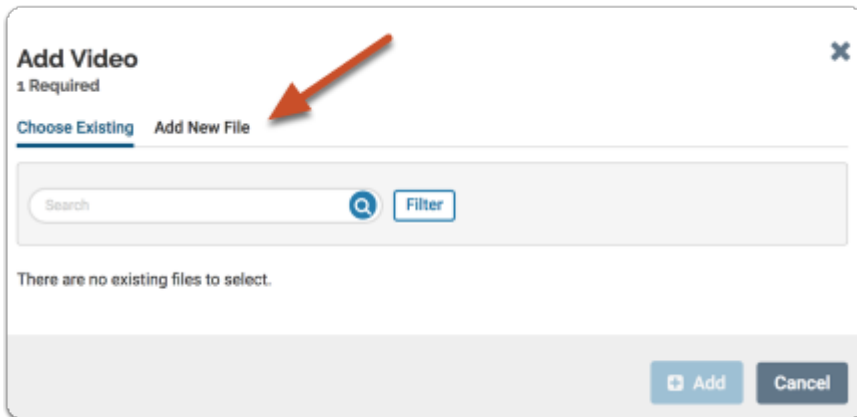 Add Video
1 Required
Choose Existing Add New File
Search Filter
There are no existing files to select.
Add Cancel